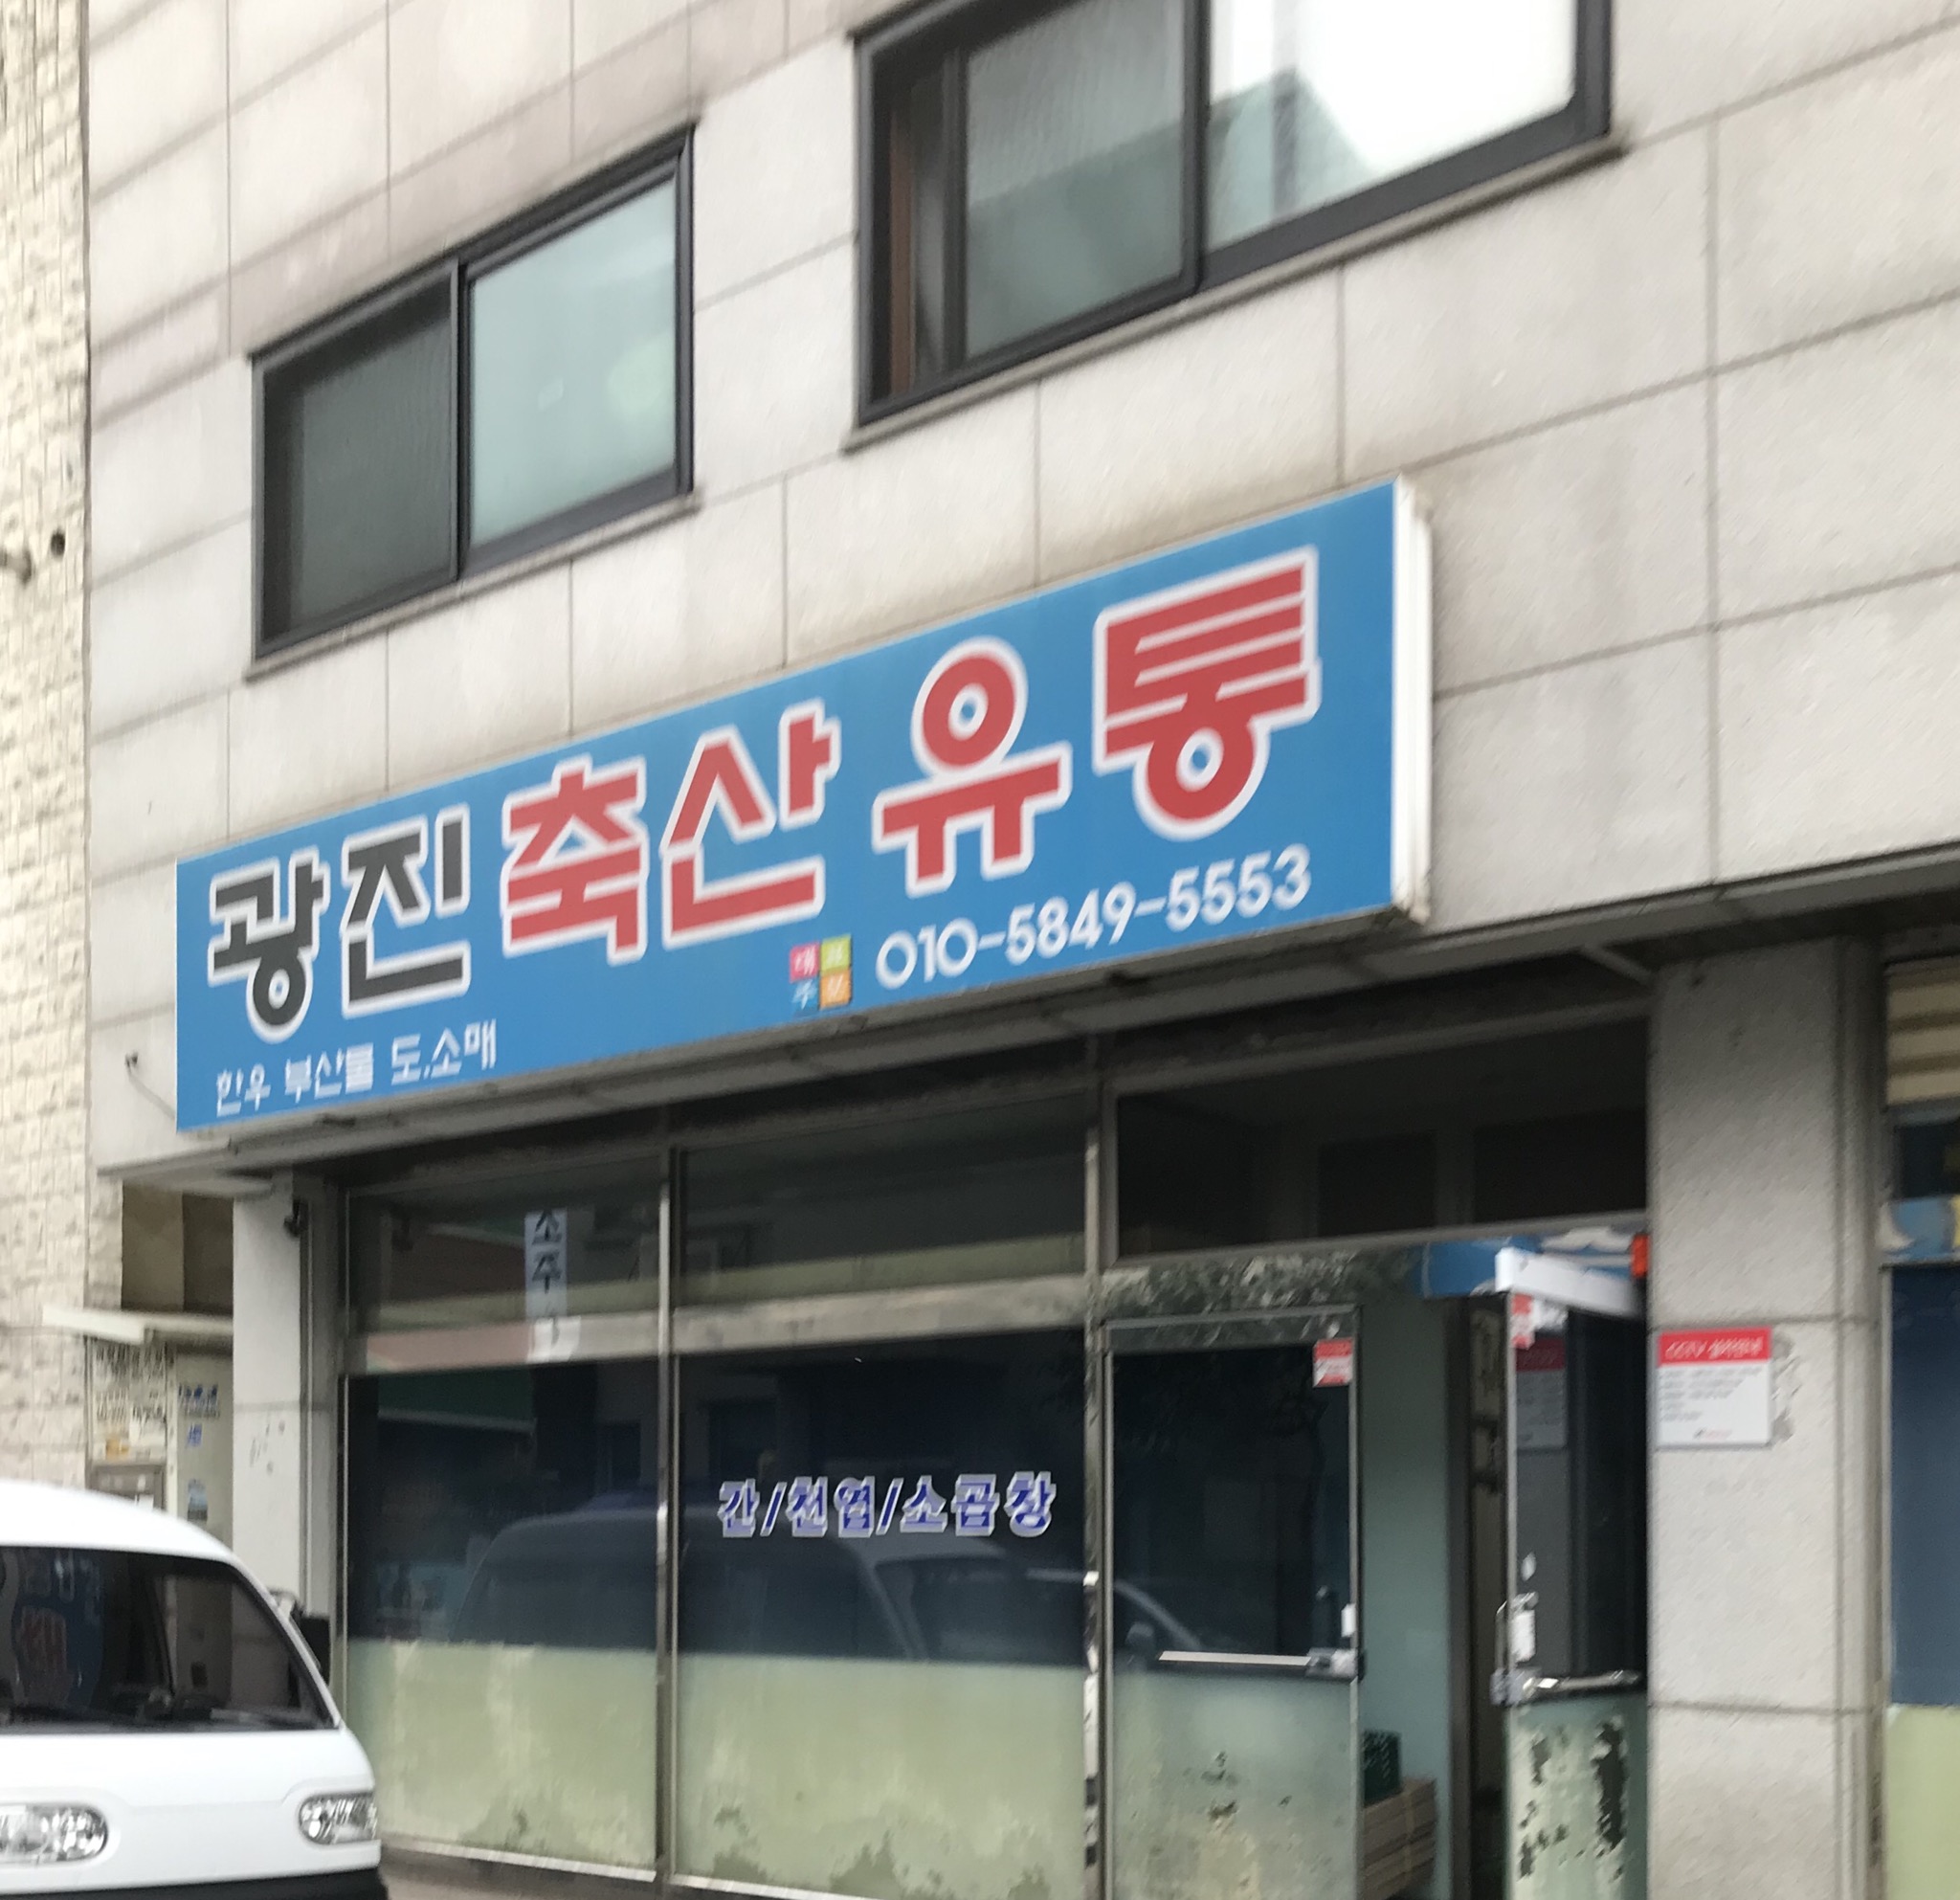 광진축산유통
010-5849-5553
한우 부산물 도.소매
소주
간/천엽/소곱창
CCTV